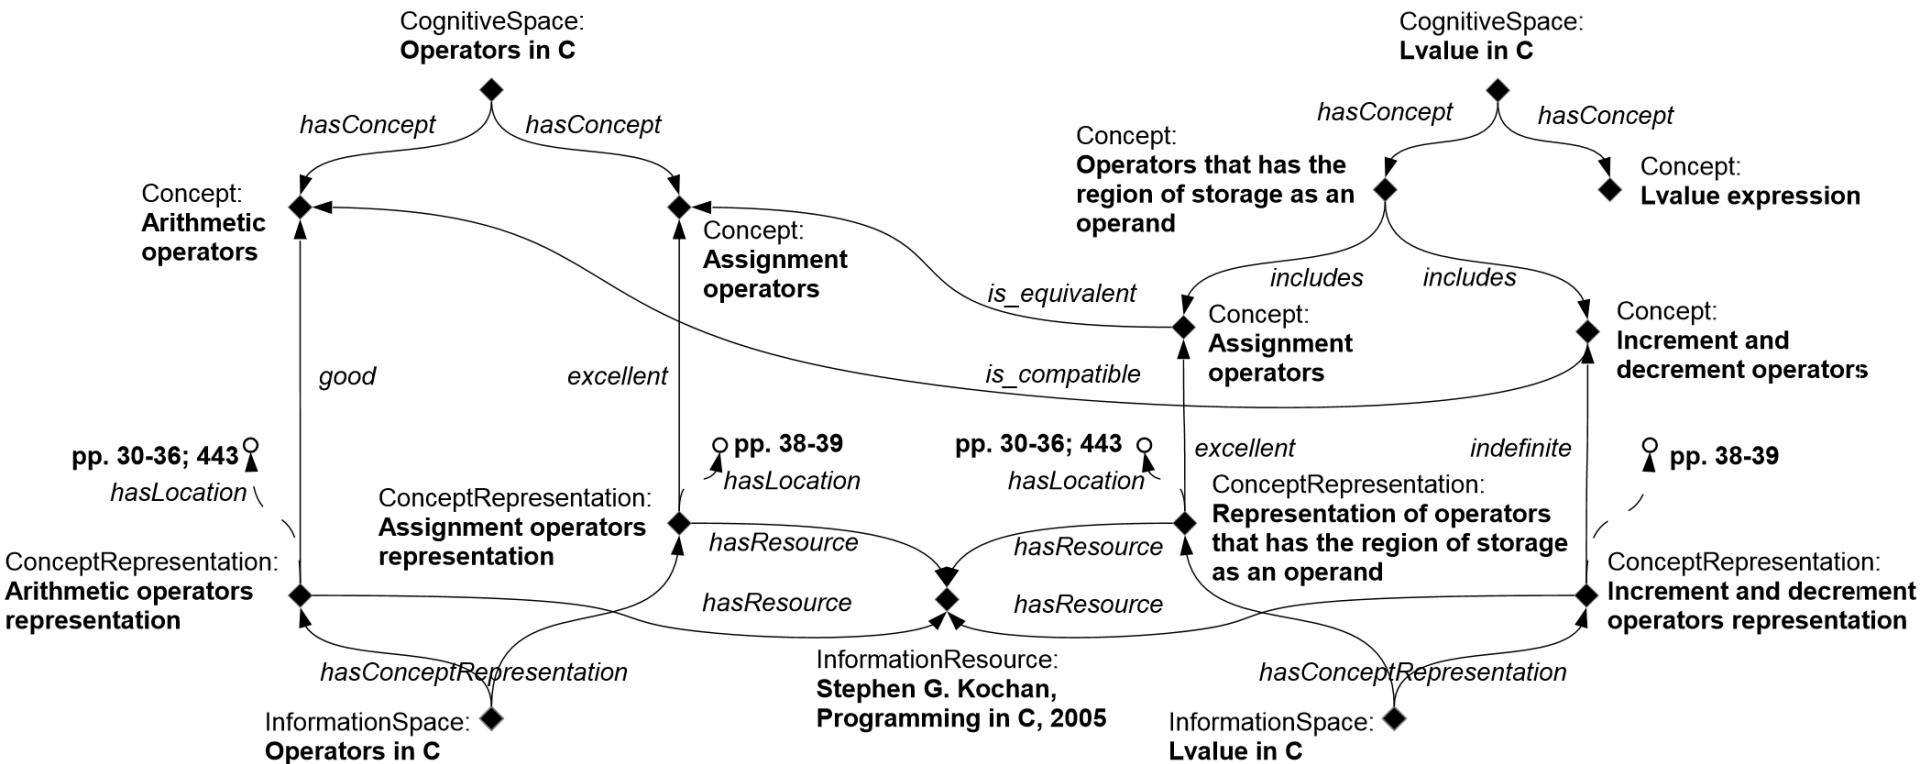 CognitiveSpace:
Operators in C
CognitiveSpace:
Lvalue in C
hasConcept
hasConcept
hasConcept
hasConcept
Concept:
Arithmetic
operators
Concept:
Assignment
operators
Concept:
Operators that has the
region of storage as an
operand
Concept:
Lvalue expression
includes
includes
is_equivalent
Concept:
Assignment
operators
Concept:
Increment and
decrement operators
good
excellent
is_compatible
excellent
indefinite
pp. 30-36; 443
hasLocation
pp. 38-39
hasLocation
pp. 30-36; 443
hasLocation
pp. 38-39
ConceptRepresentation:
Arithmetic operators
representation
ConceptRepresentation:
Assignment operators
representation
ConceptRepresentation:
Representation of operators
that has the region of storage
as an operand
ConceptRepresentation:
Increment and decrement
operators representation
hasResource
hasResource
hasResource
hasResource
hasConceptRepresentation
hasConceptRepresentation
InformationResource:
Stephen G. Kochan,
Programming in C, 2005
InformationSpace:
Operators in C
InformationSpace:
Lvalue in C